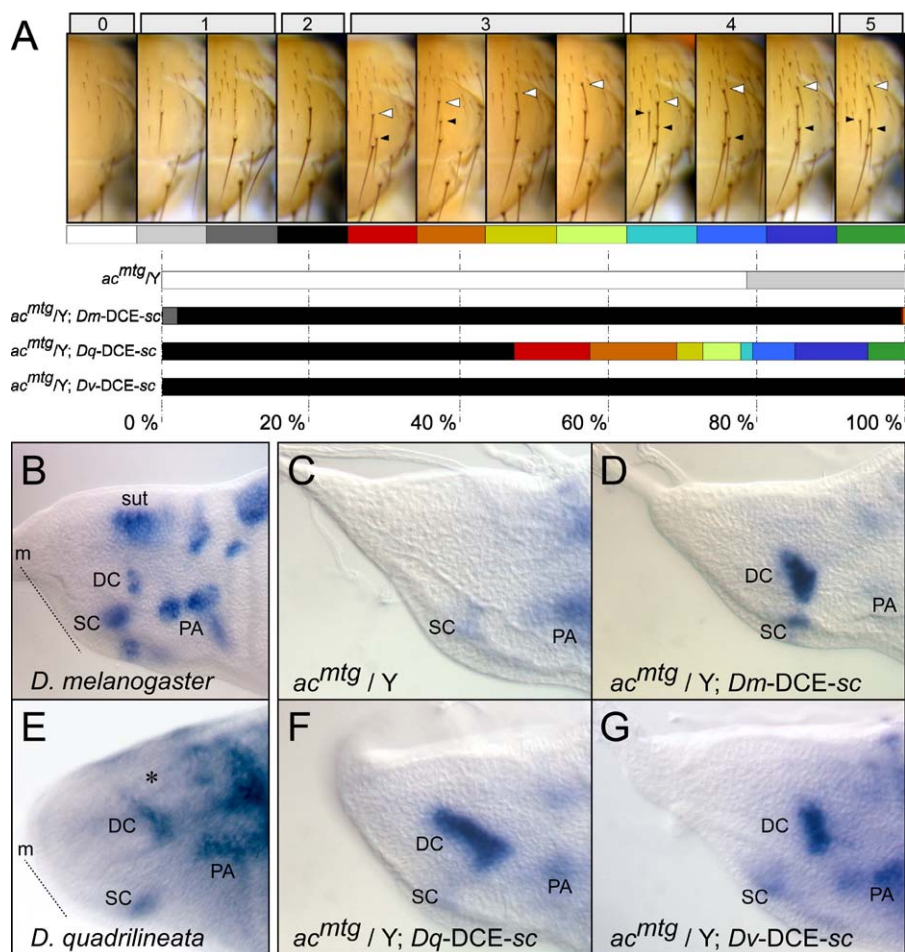 A
0 1 2 3 4 5
ac^mtg/Y
ac^mtg/Y; Dm-DCE-sc
ac^mtg/Y; Dq-DCE-sc
ac^mtg/Y; Dv-DCE-sc
0 % 20 % 40 % 60 % 80 % 100 %
B
sut
m
DC
SC
PA
D. melanogaster
C
SC
PA
ac^mtg / Y
D
DC
SC
PA
ac^mtg / Y; Dm-DCE-sc
E
*
DC
m
PA
SC
D. quadrilineata
F
DC
SC
PA
ac^mtg / Y; Dq-DCE-sc
G
DC
SC
PA
ac^mtg / Y; Dv-DCE-sc